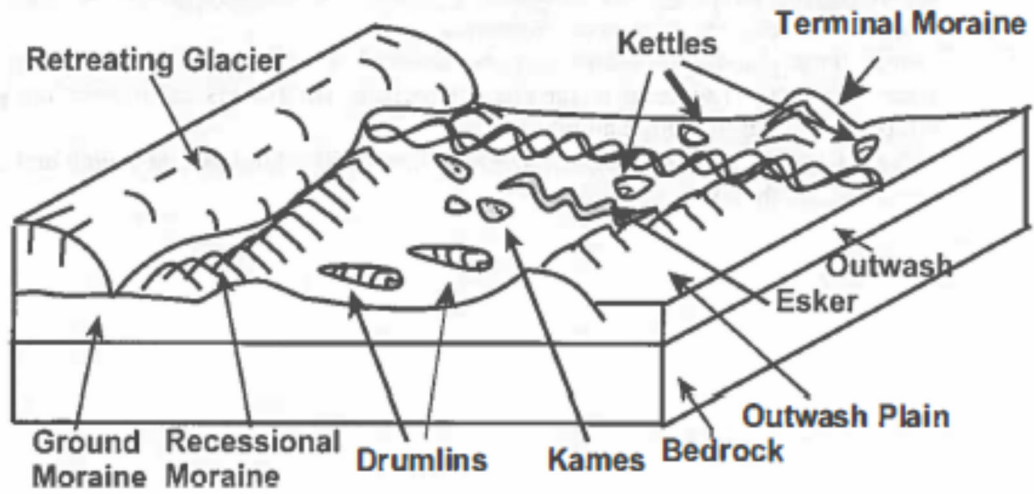 Terminal Moraine
Kettles
Retreating Glacier
Outwash
Esker
Outwash Plain
Bedrock
Ground
Moraine
Recessional
Moraine
Drumlins
Kames